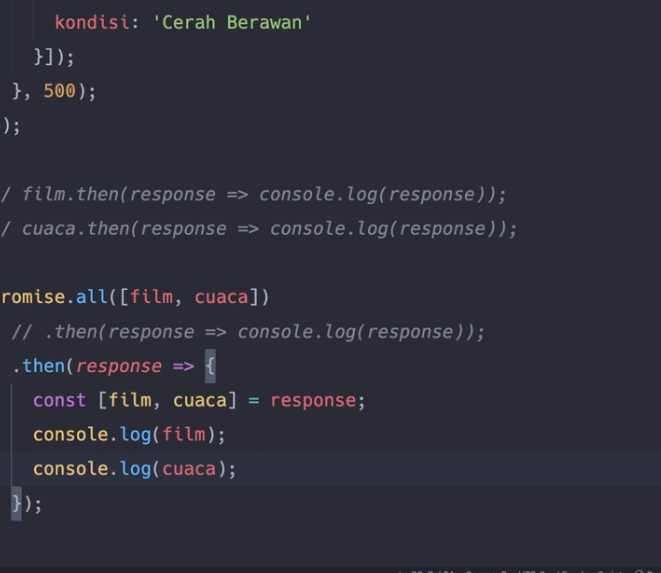 kondisi: 'Cerah Berawan'
}]);
}, 500);
);
/ film.then(response => console.log(response));
/ cuaca.then(response => console.log(response));
romise.all([film, cuaca])
// .then(response => console.log(response));
.then(response => {
const [film, cuaca] = response;
console.log(film);
console.log(cuaca);
});